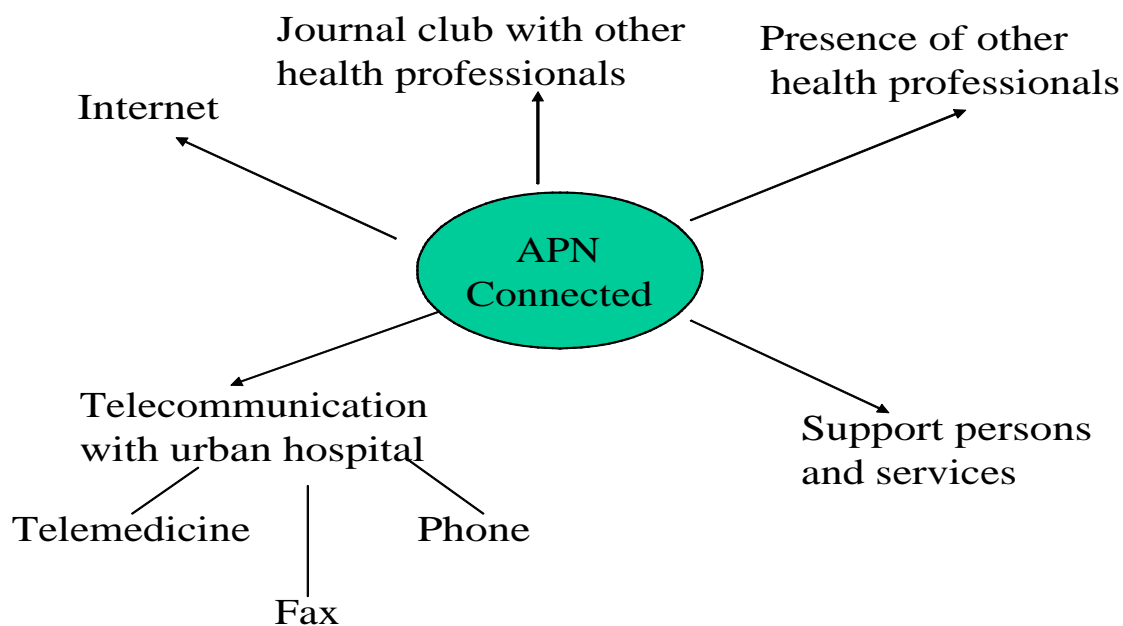 Journal club with other
health professionals
Presence of other
health professionals
Internet
APN
Connected
Telecommunication
with urban hospital
Support persons
and services
Telemedicine
Phone
Fax